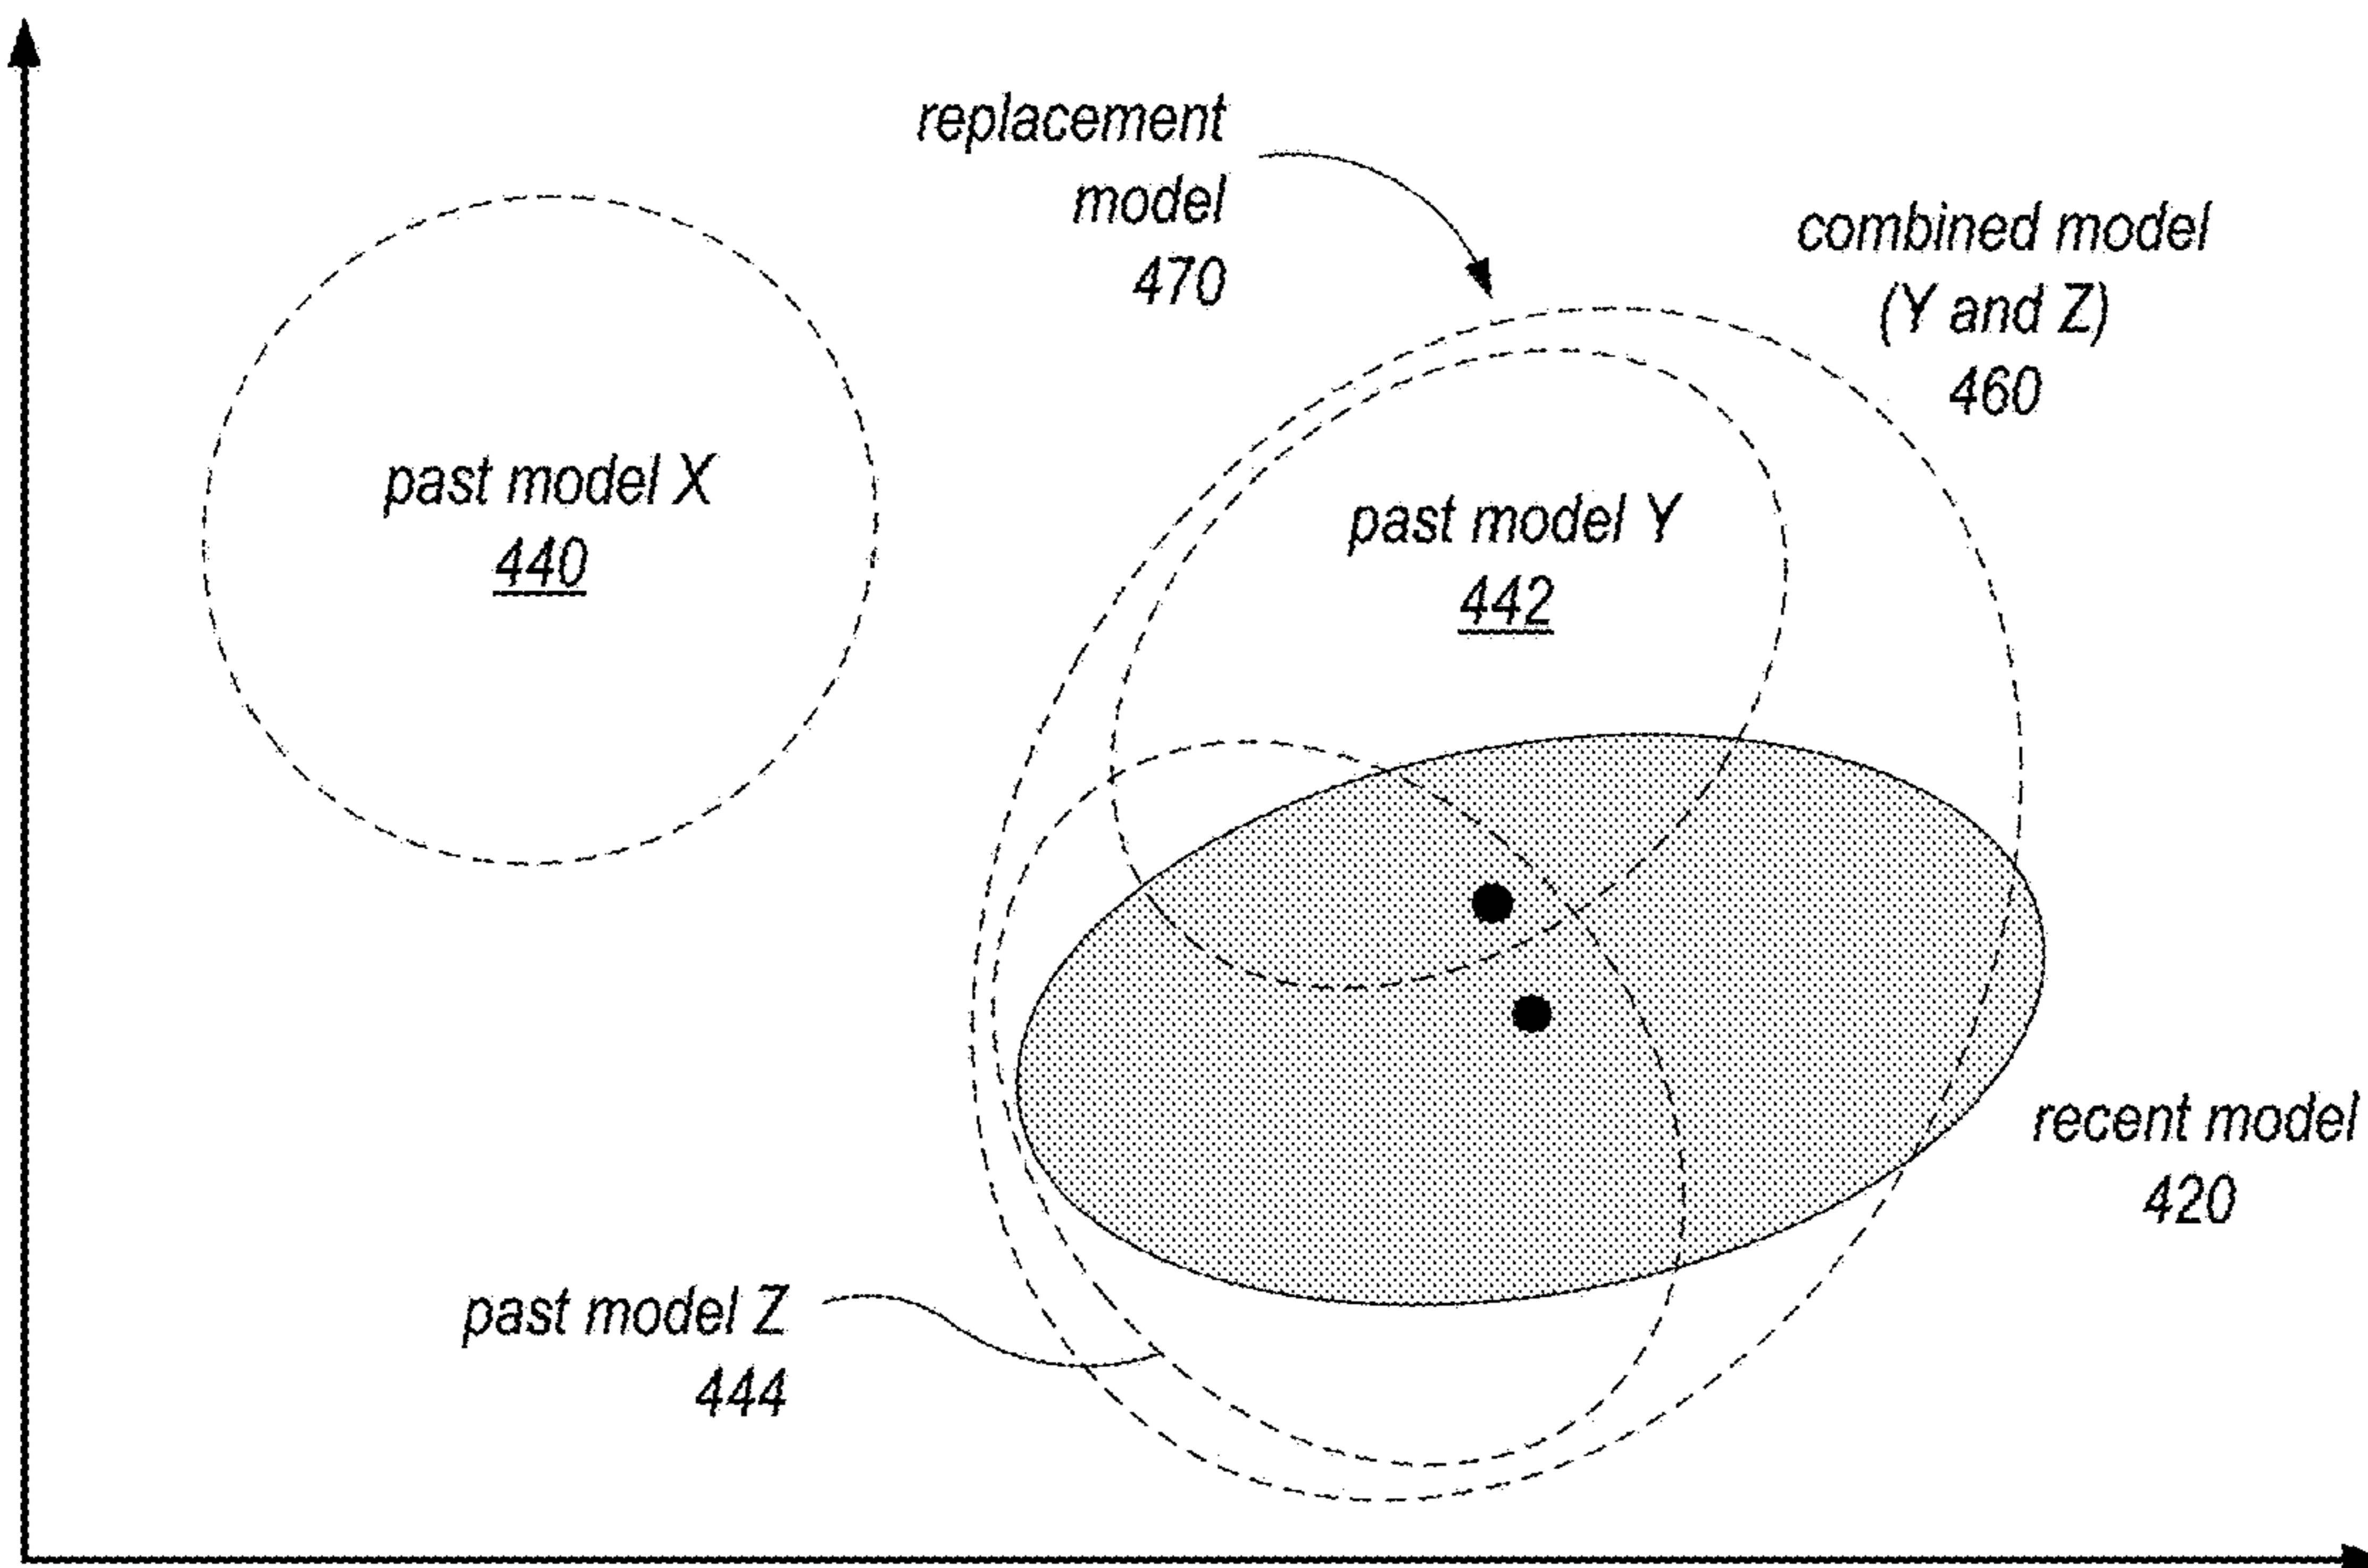 replacement
model
470
combined model
(Y and Z)
460
past model X
440
past model Y
442
recent model
420
past model Z
444